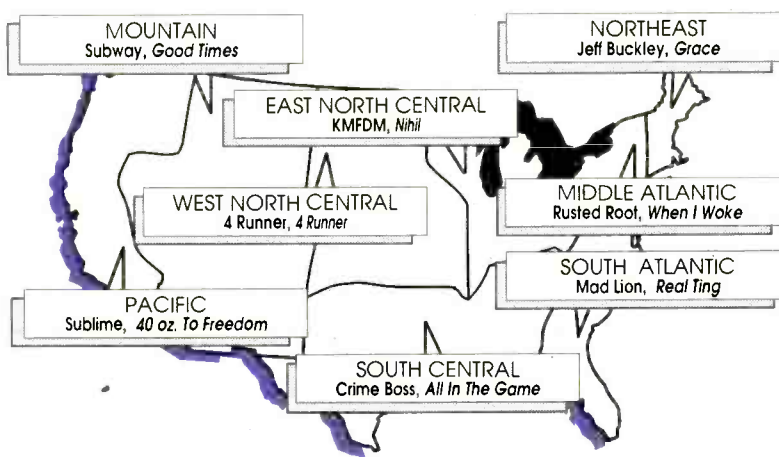 MOUNTAIN
Subway, Good Times
NORTHEAST
Jeff Buckley, Grace
EAST NORTH CENTRAL
KMFDM, Nihil
WEST NORTH CENTRAL
4 Runner, 4 Runner
MIDDLE ATLANTIC
Rusted Root, When I Woke
SOUTH ATLANTIC
Mad Lion, Real Ting
PACIFIC
Sublime, 40 oz. To Freedom
SOUTH CENTRAL
Crime Boss, All In The Game